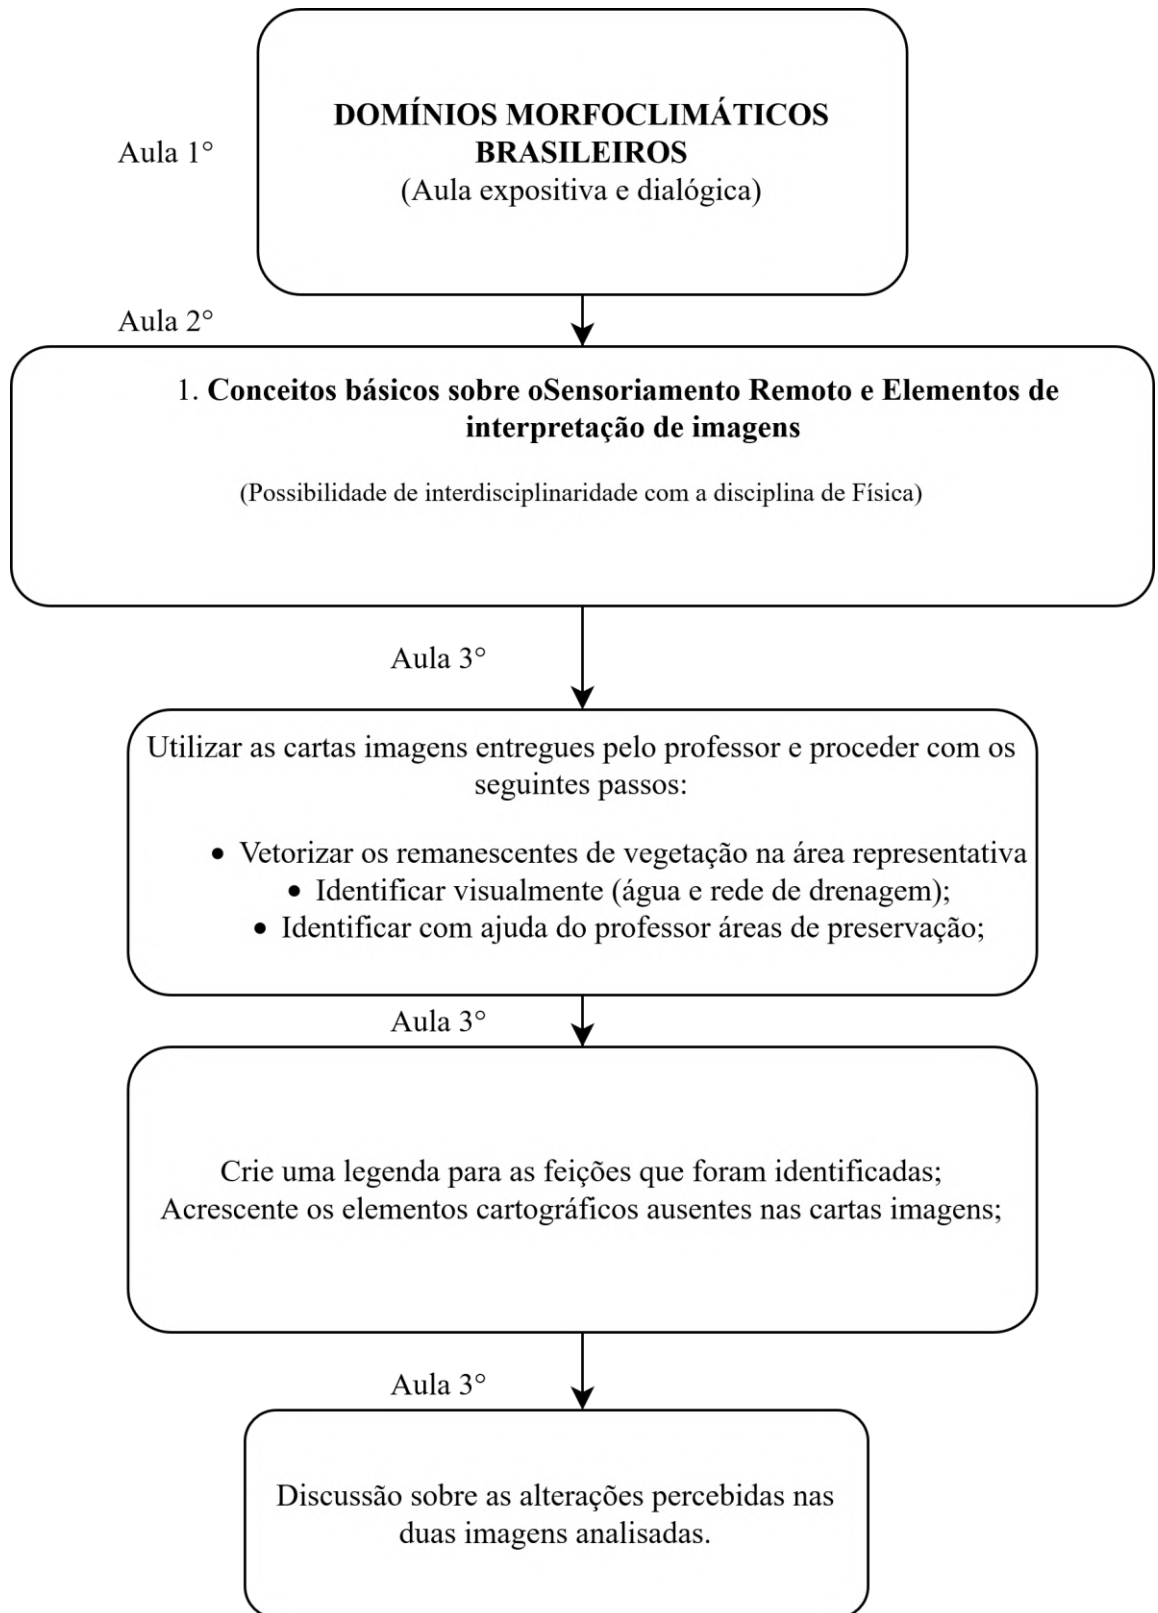 Aula 1°
DOMÍNIOS MORFOCLIMÁTICOS
BRASILEIROS
(Aula expositiva e dialógica)
Aula 2°
1. Conceitos básicos sobre oSensoriamento Remoto e Elementos de
interpretação de imagens
(Possibilidade de interdisciplinaridade com a disciplina de Física)
Aula 3°
Utilizar as cartas imagens entregues pelo professor e proceder com os
seguintes passos:
• Vetorizar os remanescentes de vegetação na área representativa
• Identificar visualmente (água e rede de drenagem);
• Identificar com ajuda do professor áreas de preservação;
Aula 3°
Crie uma legenda para as feições que foram identificadas;
Acrescente os elementos cartográficos ausentes nas cartas imagens;
Aula 3°
Discussão sobre as alterações percebidas nas
duas imagens analisadas.